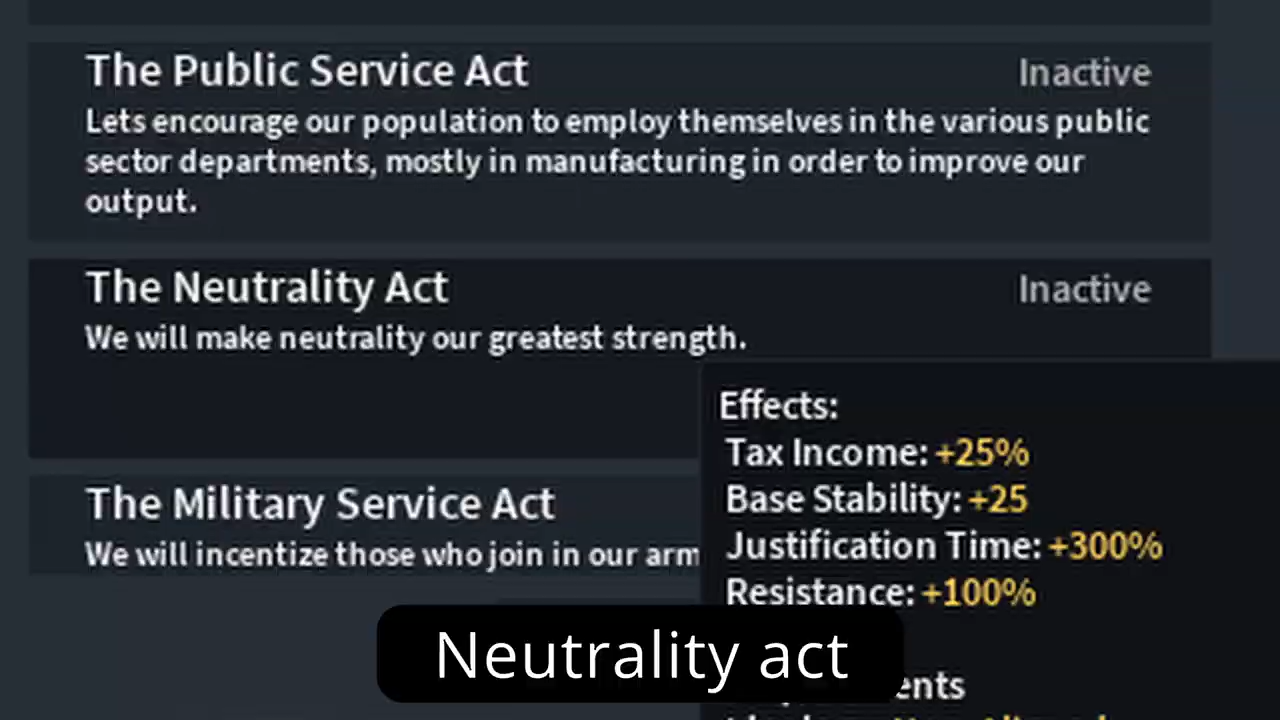 The Public Service Act
Inactive
Lets encourage our population to employ themselves in the various public
sector departments, mostly in manufacturing in order to improve our
output.
The Neutrality Act
Inactive
We will make neutrality our greatest strength.
The Military Service Act
We will incentize those who join in our arm
Effects:
Tax Income: +25%
Base Stability: +25
Justification Time: +300%
Resistance: +100%
ents
Neutrality act